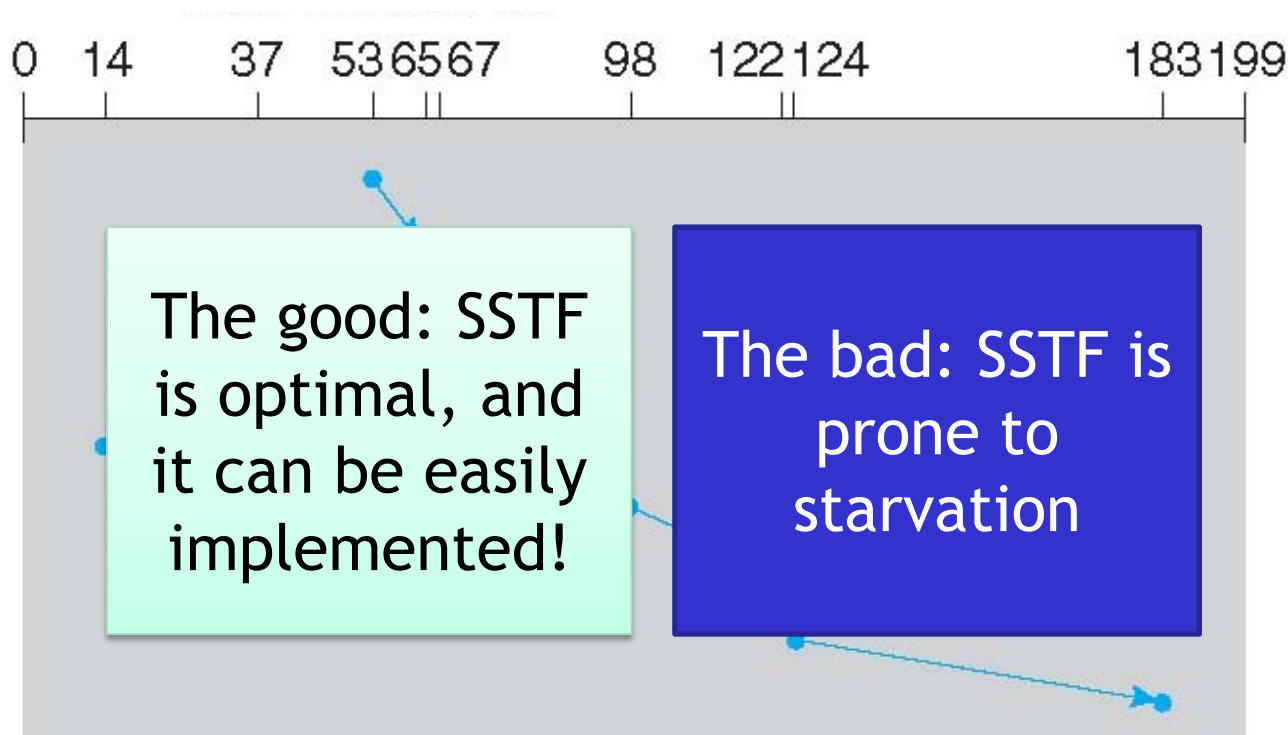 0 14 37 53 65 67 98 122 124 183 199
The good: SSTF
is optimal, and
it can be easily
implemented!
The bad: SSTF is
prone to
starvation